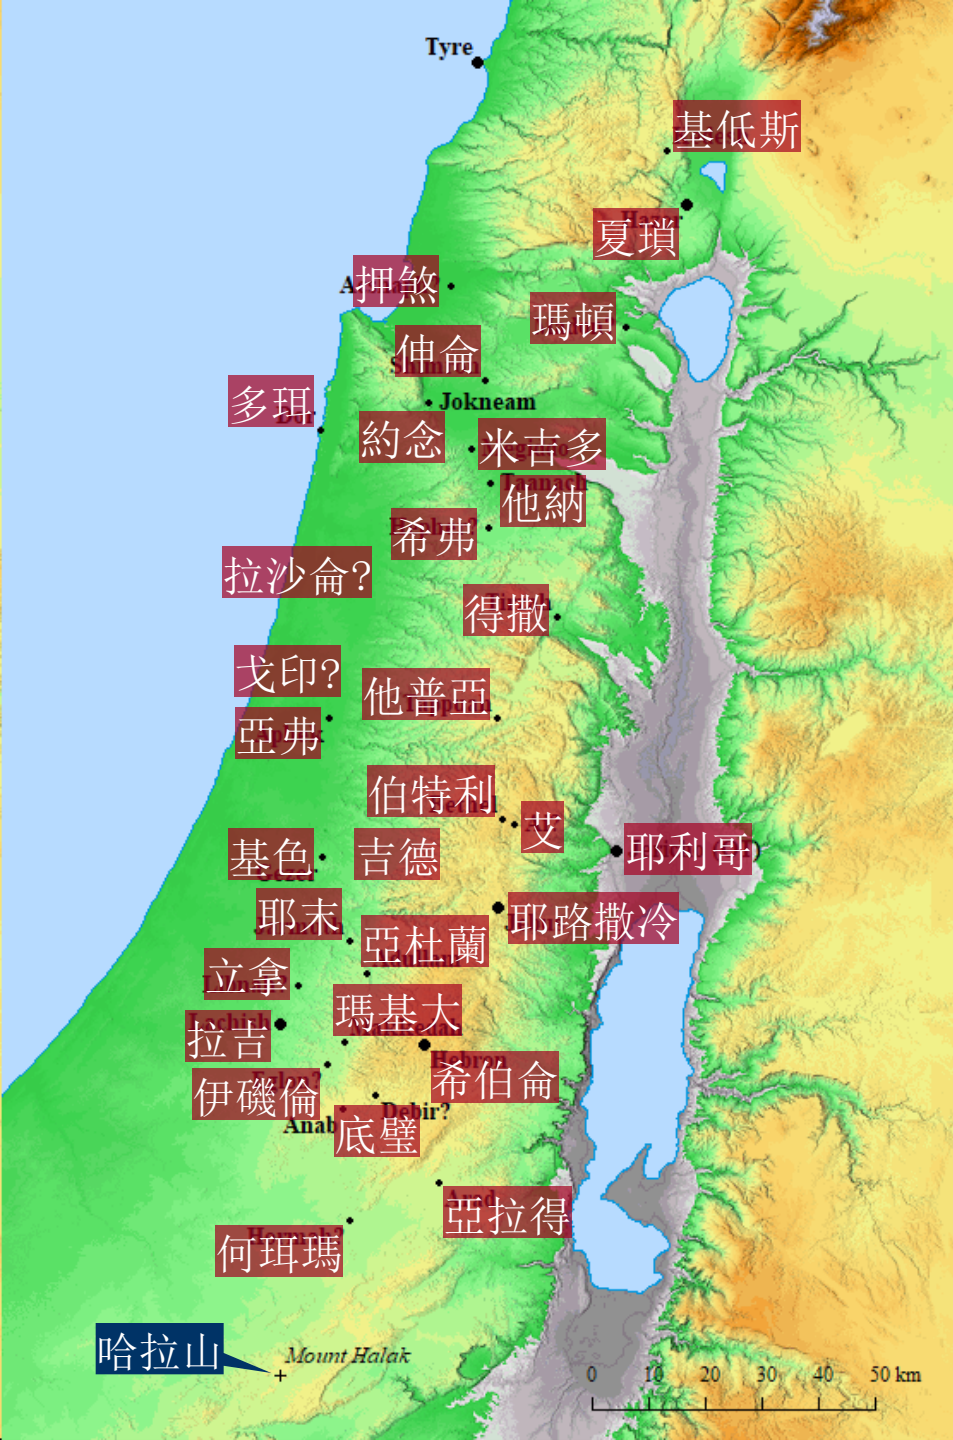 Tyre
基低斯
夏瑣
押煞
瑪頓
伸侖
Jokneam
多珥
約念
米吉多
Taanach
他納
希弗
拉沙侖?
得撒
戈印?
他普亞
亞弗
伯特利
艾
基色
吉德
耶利哥
耶末
耶路撒冷
亞杜蘭
立拿
瑪基大
Lachish
拉吉
Hebron
希伯侖
伊磯倫
Debir?
Anab
底璧
亞拉得
何珥瑪
哈拉山
Mount Halak
0 10 20 30 40 50 km